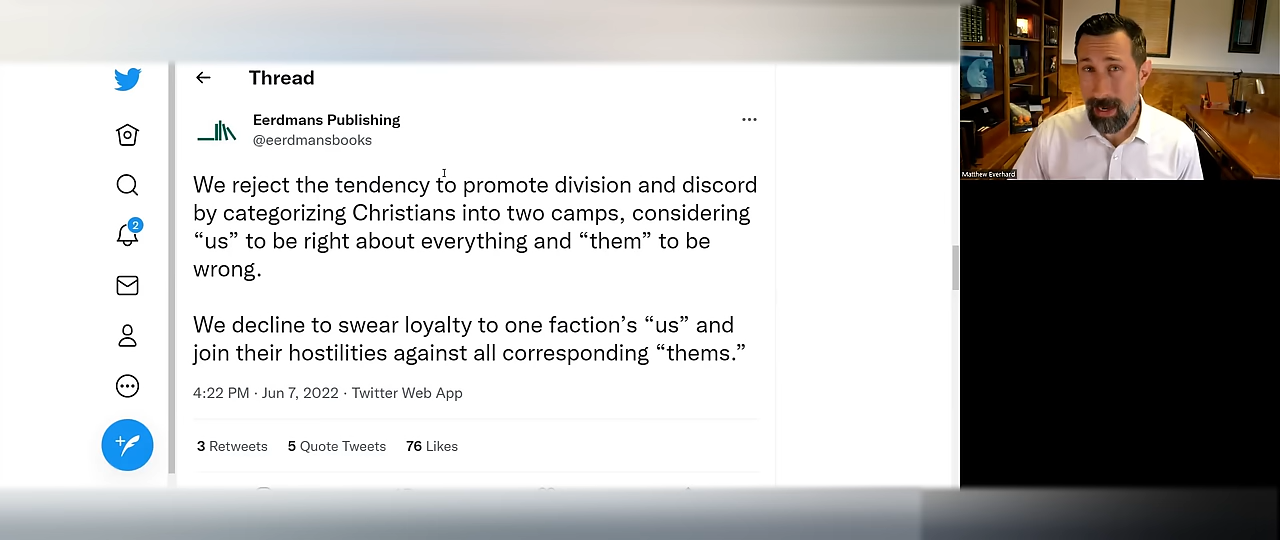 Thread
Eerdmans Publishing
@eerdmansbooks
We reject the tendency to promote division and discord
by categorizing Christians into two camps, considering
“us” to be right about everything and “them” to be
wrong.
We decline to swear loyalty to one faction’s “us” and
join their hostilities against all corresponding “thems.”
4:22 PM · Jun 7, 2022 · Twitter Web App
3 Retweets 5 Quote Tweets 76 Likes
2
Matthew Everhard